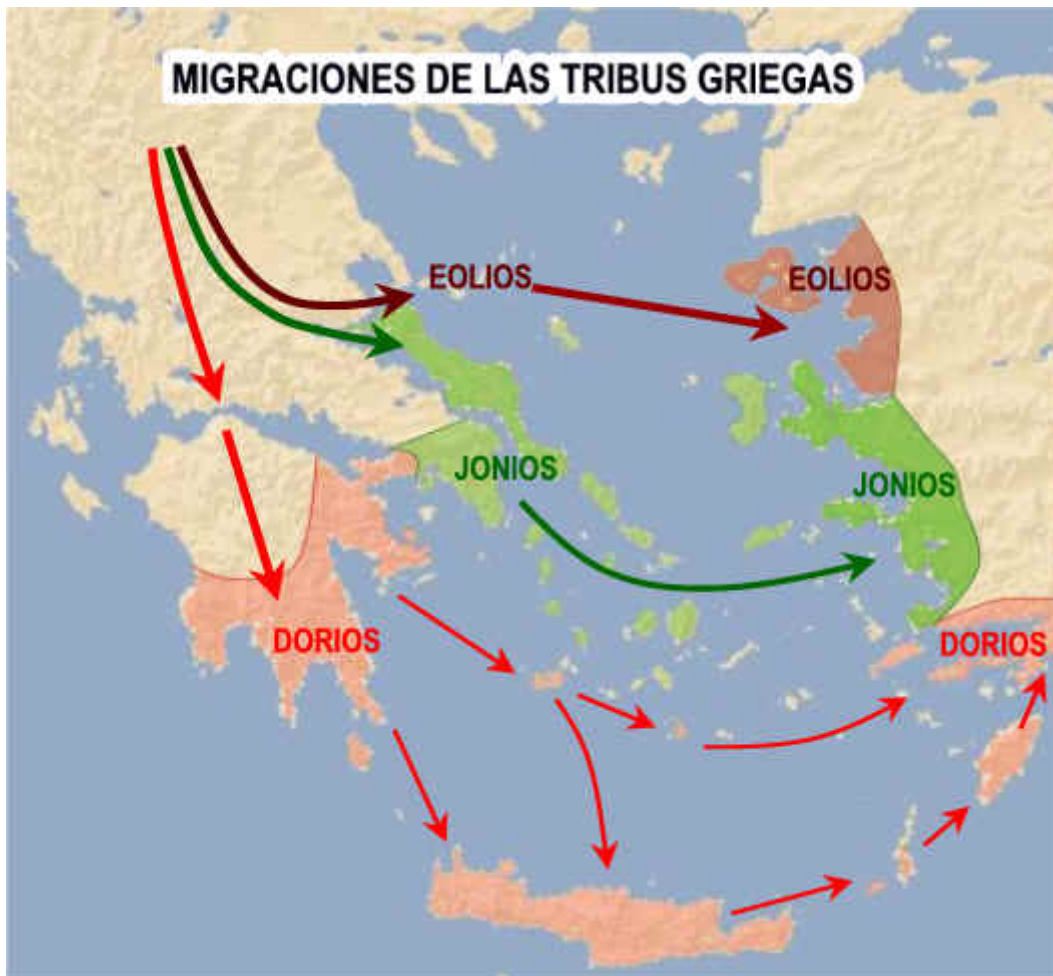 MIGRACIONES DE LAS TRIBUS GRIEGAS
EOLIOS
EOLIOS
JONIOS
JONIOS
DORIOS
DORIOS